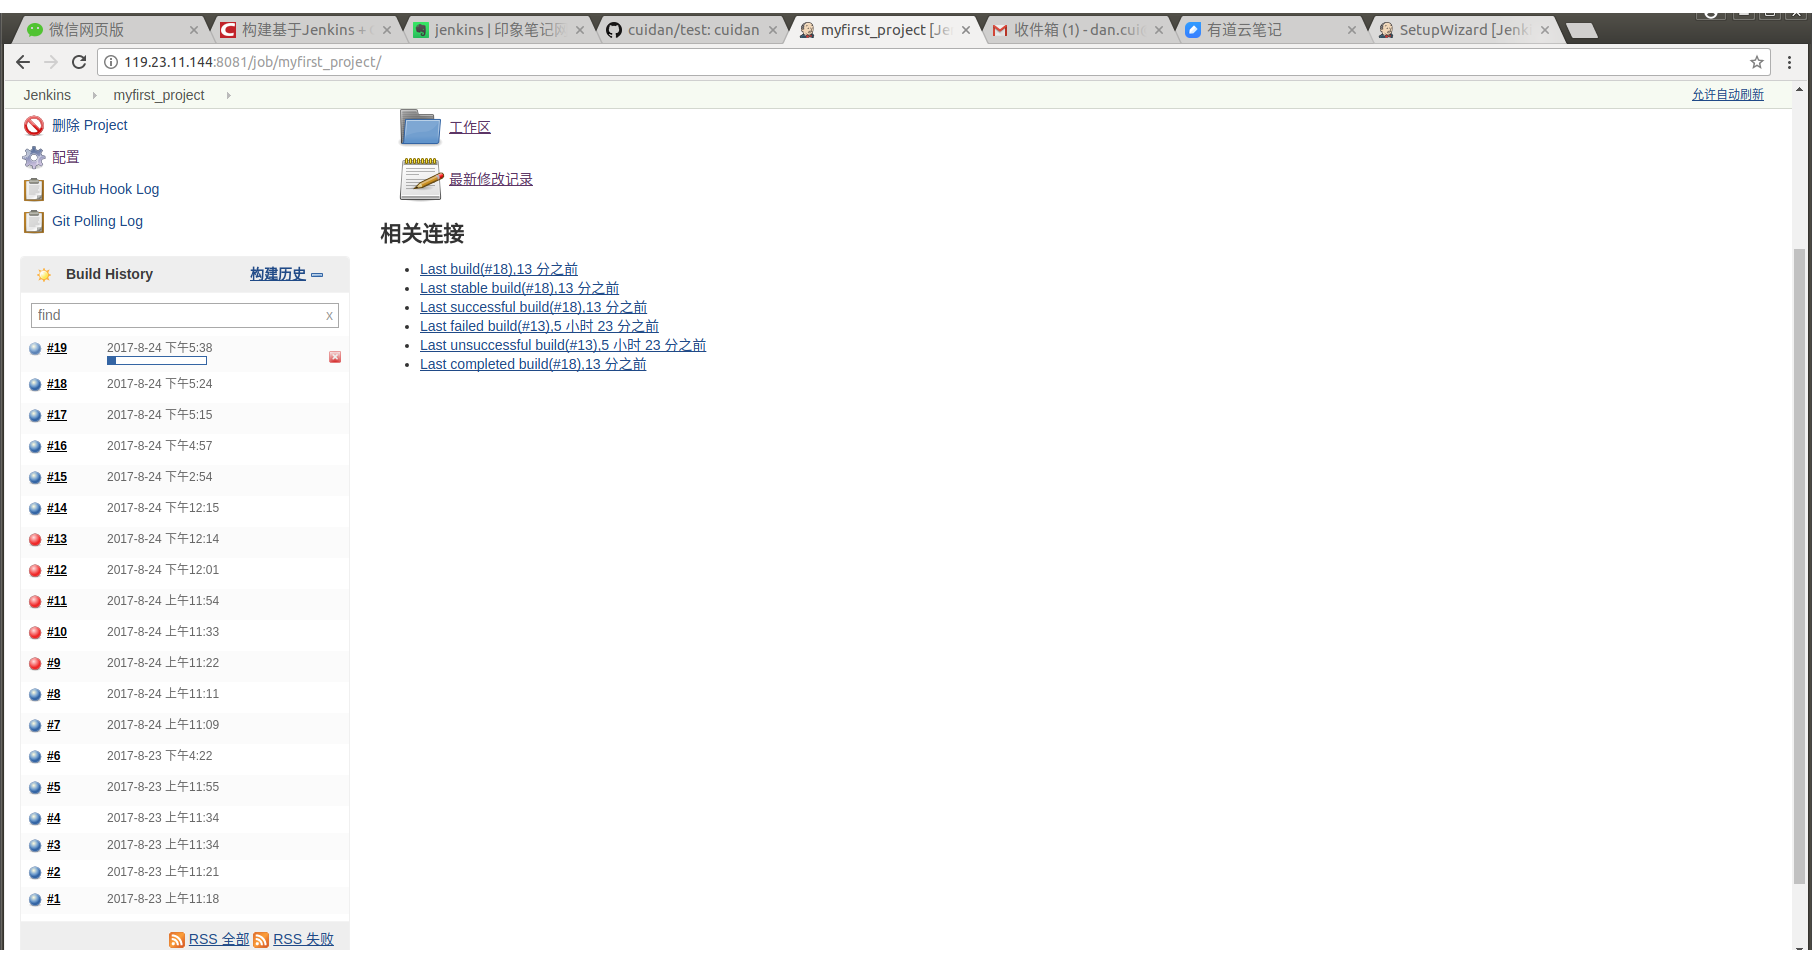 微信网页版
构建基于Jenkins +
jenkins | 印象笔记网
cuidan/test: cuidan
myfirst_project [Je
收件箱 (1) - dan.cuid
有道云笔记
SetupWizard [Jenk
119.23.11.144:8081/job/myfirst_project/
Jenkins
myfirst_project
允许自动刷新
删除 Project
配置
GitHub Hook Log
Git Polling Log
Build History
构建历史
find
x
#19 2017-8-24 下午5:38
#18 2017-8-24 下午5:24
#17 2017-8-24 下午5:15
#16 2017-8-24 下午4:57
#15 2017-8-24 下午2:54
#14 2017-8-24 下午12:15
#13 2017-8-24 下午12:14
#12 2017-8-24 下午12:01
#11 2017-8-24 上午11:54
#10 2017-8-24 上午11:33
#9 2017-8-24 上午11:22
#8 2017-8-24 上午11:11
#7 2017-8-24 上午11:09
#6 2017-8-23 下午4:22
#5 2017-8-23 上午11:55
#4 2017-8-23 上午11:34
#3 2017-8-23 上午11:34
#2 2017-8-23 上午11:21
#1 2017-8-23 上午11:18
RSS 全部 RSS 失败
工作区
最新修改记录
相关连接
Last build(#18),13 分之前
Last stable build(#18),13 分之前
Last successful build(#18),13 分之前
Last failed build(#13),5 小时 23 分之前
Last unsuccessful build(#13),5 小时 23 分之前
Last completed build(#18),13 分之前